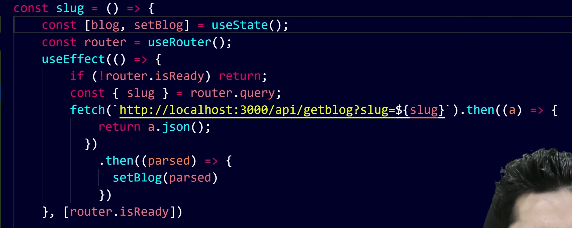 const slug = () => {
    const [blog, setBlog] = useState();
    const router = useRouter();
    useEffect(() => {
        if (!router.isReady) return;
        const { slug } = router.query;
        fetch(`http://localhost:3000/api/getblog?slug=${slug}`).then((a) => {
            return a.json();
        })
            .then((parsed) => {
                setBlog(parsed)
            })
    }, [router.isReady])